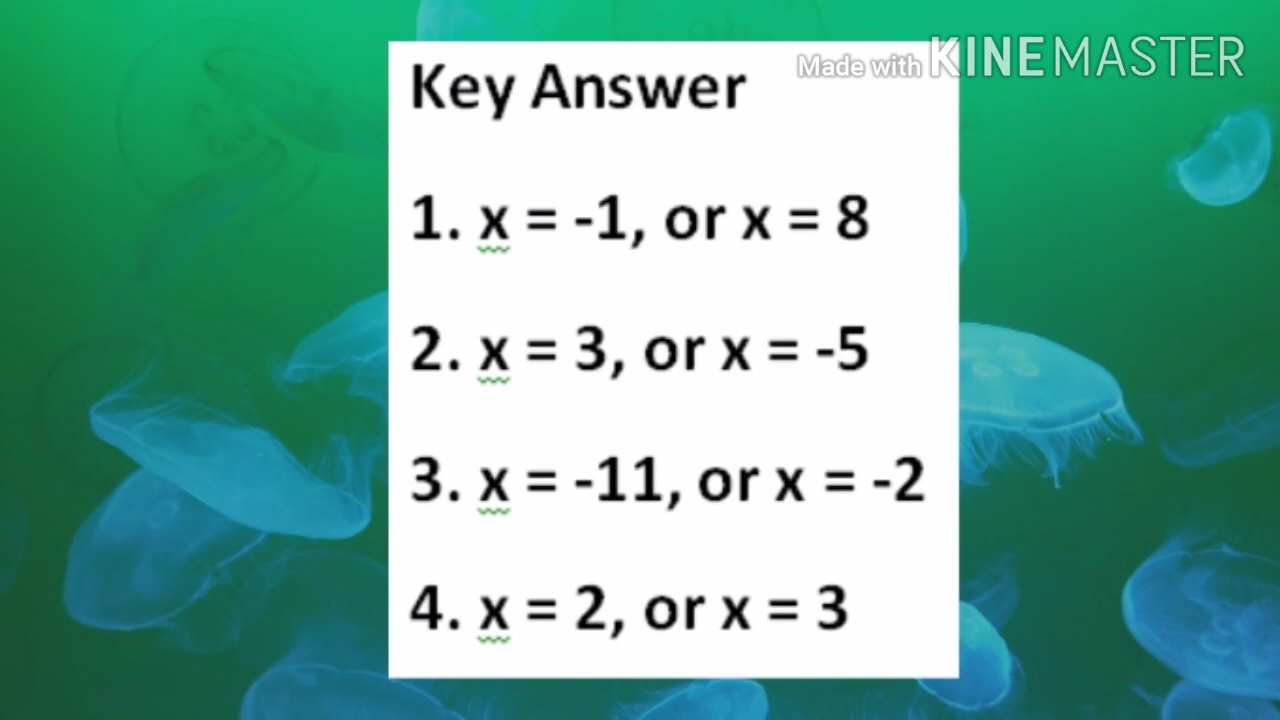 Made with KINEMASTER
Key Answer
1. x = -1, or x = 8
2. x = 3, or x = -5
3. x = -11, or x = -2
4. x = 2, or x = 3